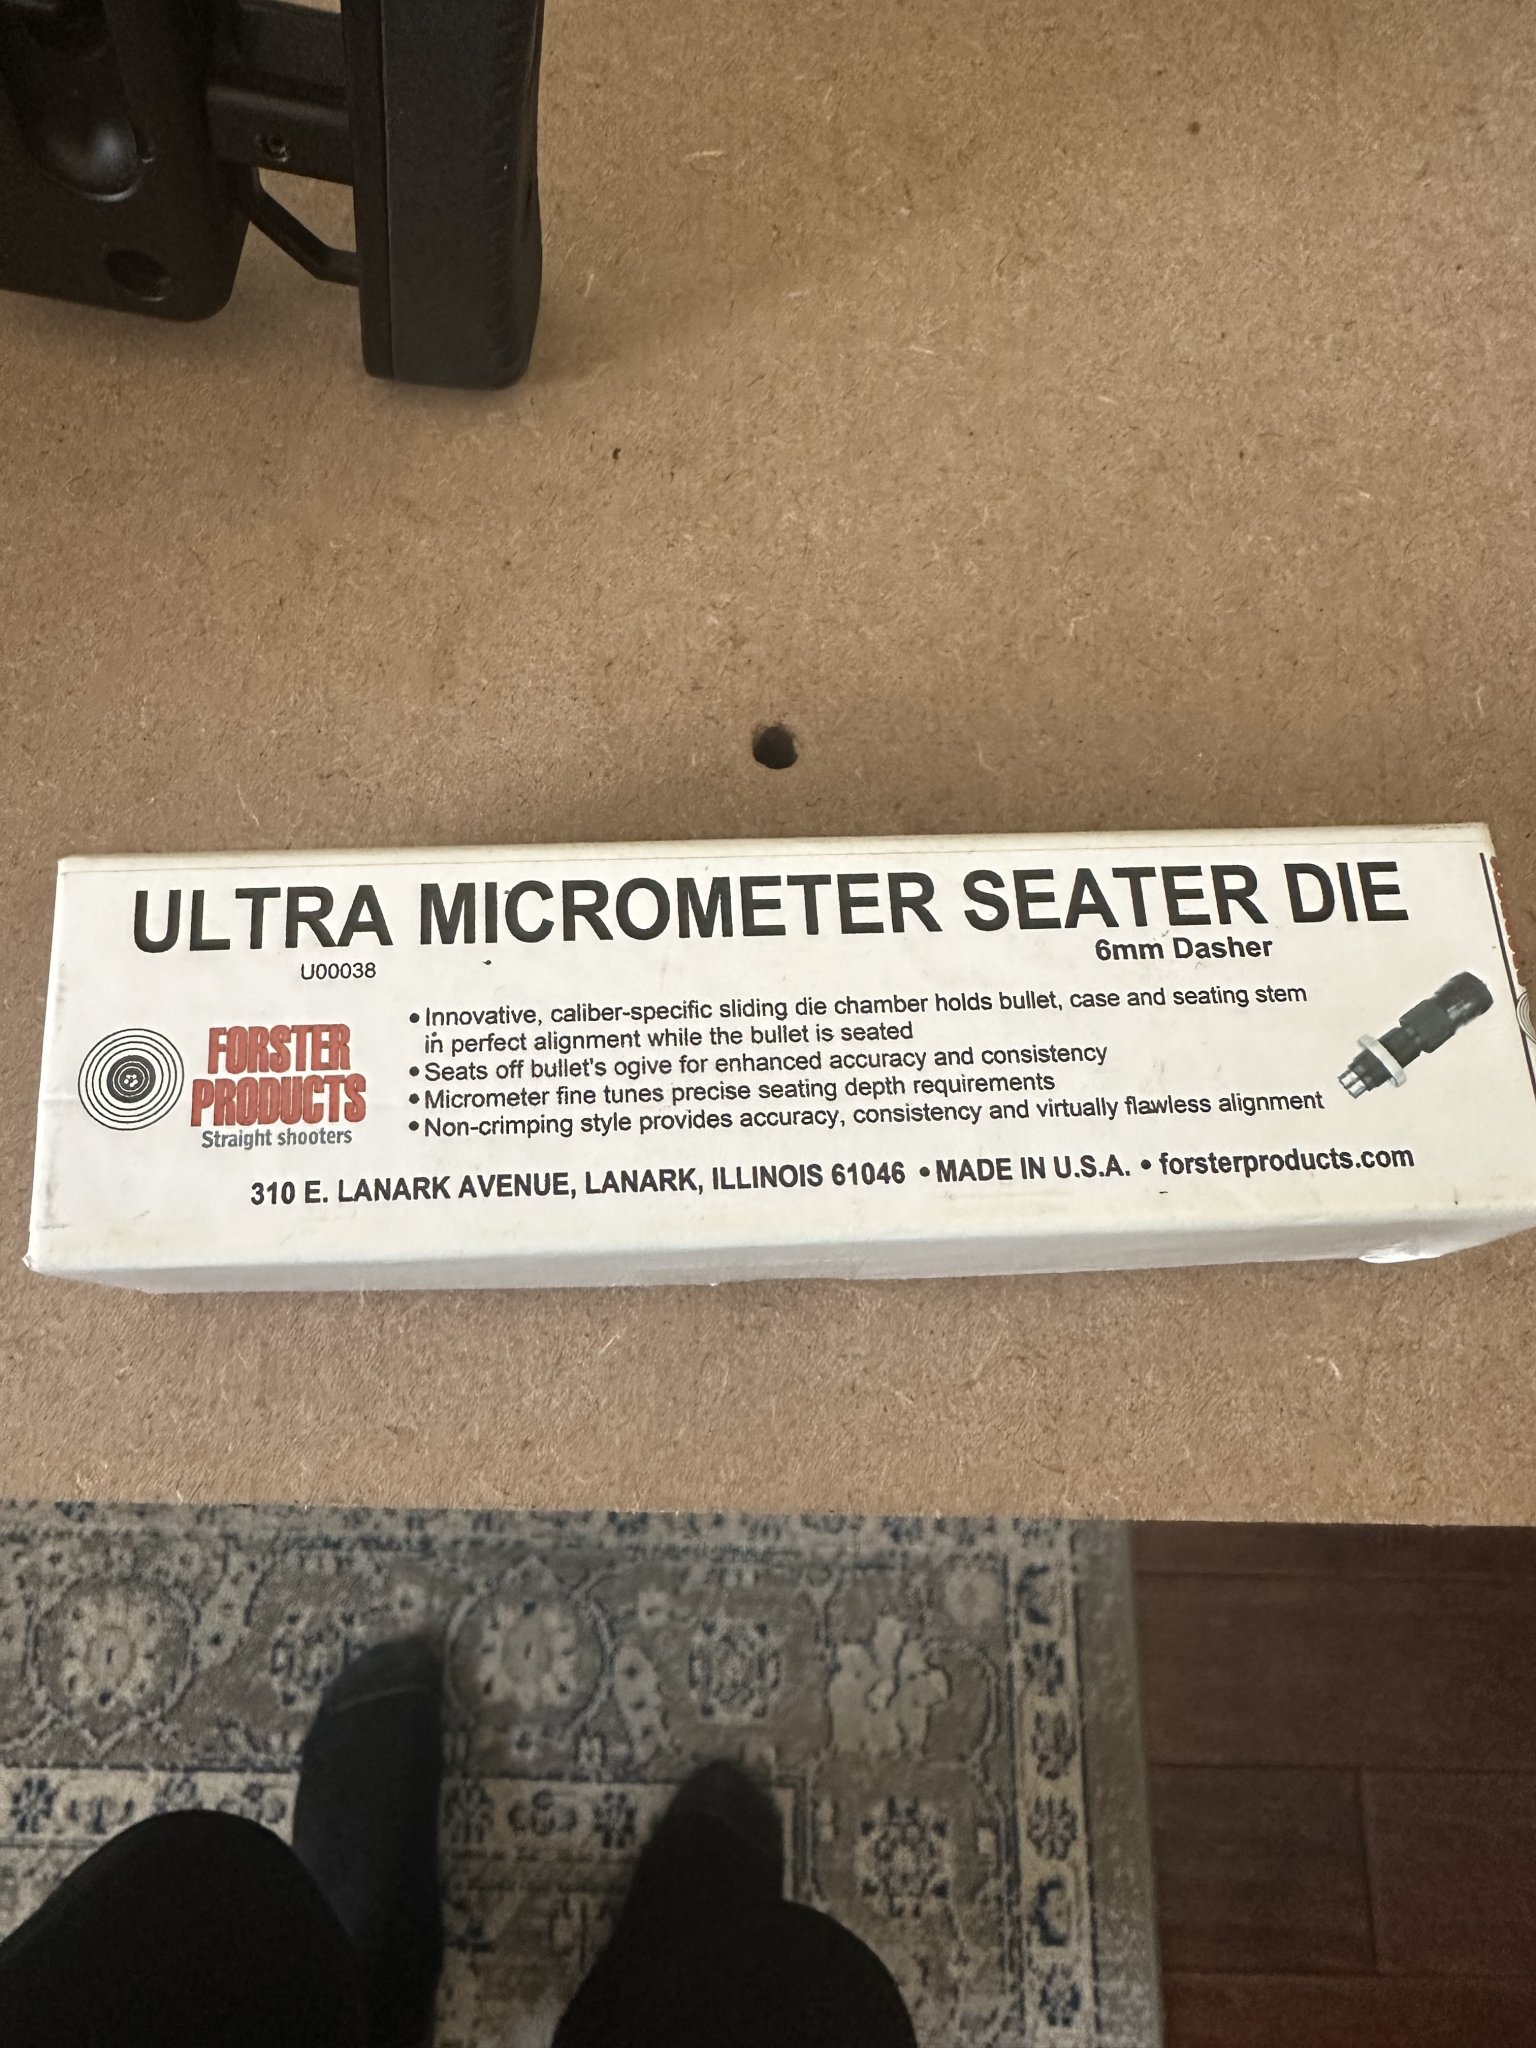 ULTRA MICROMETER SEATER DIE
U00038
6mm Dasher
FORSTER
PRODUCTS
Straight shooters
• Innovative, caliber-specific sliding die chamber holds bullet, case and seating stem
in perfect alignment while the bullet is seated
• Seats off bullet's ogive for enhanced accuracy and consistency
• Micrometer fine tunes precise seating depth requirements
• Non-crimping style provides accuracy, consistency and virtually flawless alignment
310 E. LANARK AVENUE, LANARK, ILLINOIS 61046 • MADE IN U.S.A. • forsterproducts.com